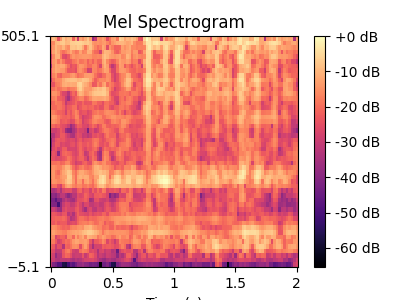 Mel Spectrogram
505.1
−5.1
0
0.5
1
1.5
2
+0 dB
-10 dB
-20 dB
-30 dB
-40 dB
-50 dB
-60 dB